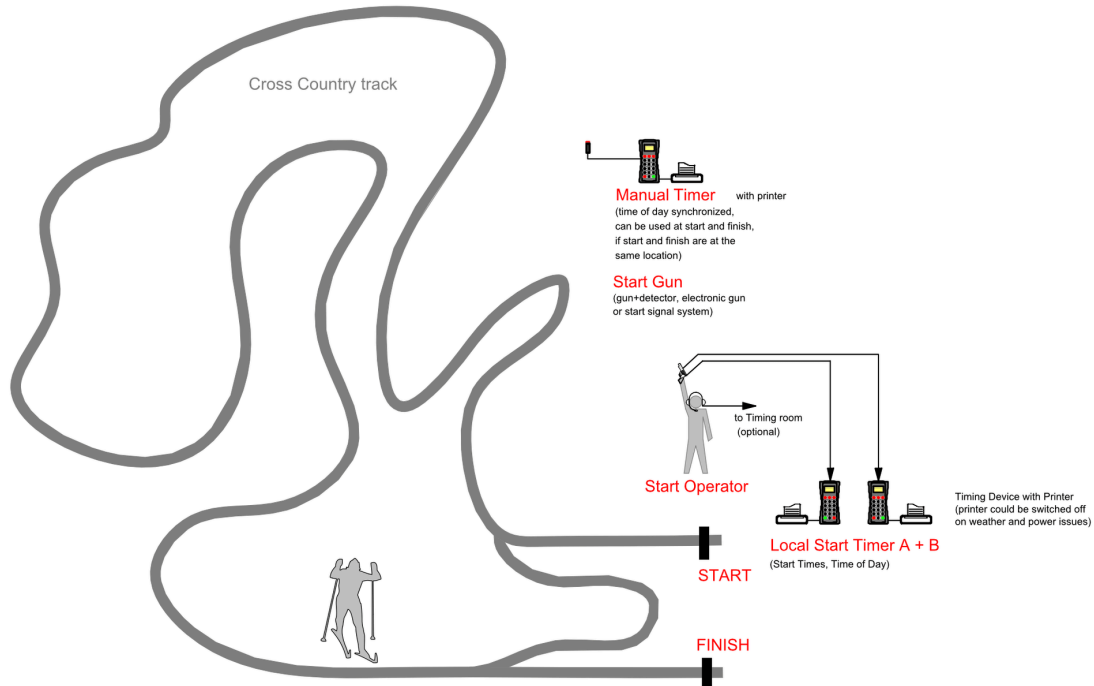 Cross Country track
Manual Timer with printer
(time of day synchronized,
can be used at start and finish,
if start and finish are at the
same location)
Start Gun
(gun+detector, electronic gun
or start signal system)
to Timing room
(optional)
Start Operator
Timing Device with Printer
(printer could be switched off
on weather and power issues)
Local Start Timer A + B
(Start Times, Time of Day)
START
FINISH